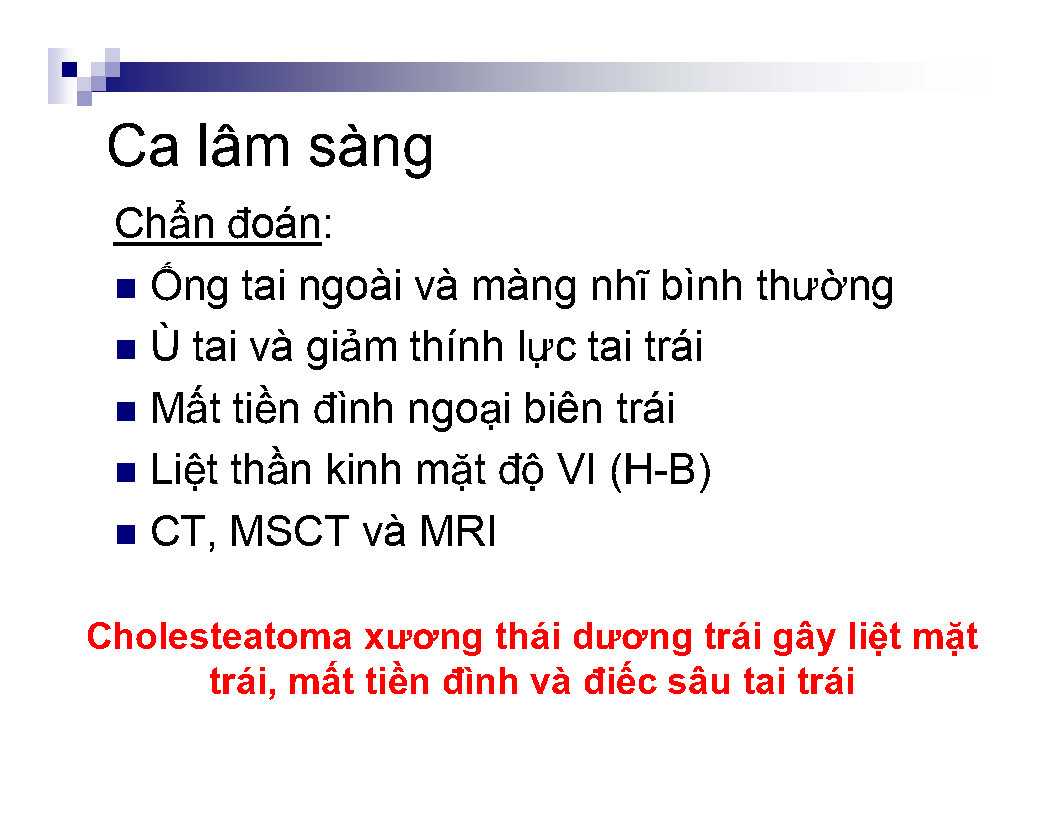 Ca lâm sàng
Chẩn đoán:
Ống tai ngoài và màng nhĩ bình thường
Ù tai và giảm thính lực tai trái
Mất tiền đình ngoại biên trái
Liệt thần kinh mặt độ VI (H-B)
CT, MSCT và MRI
Cholesteatoma xương thái dương trái gây liệt mặt
trái, mất tiền đình và điếc sâu tai trái